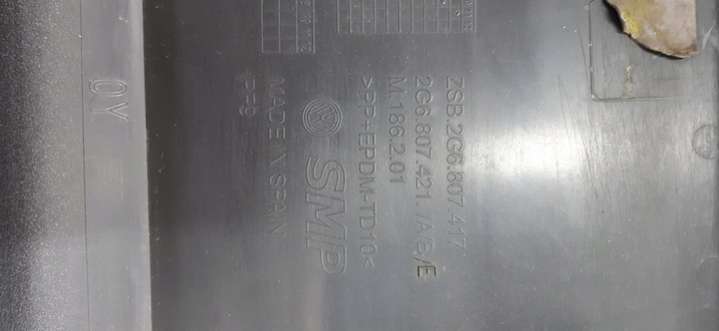 ZSB.2G6.807.417
2G6.807.421. /A/B/E
M.186.2.01
>PP+EPDM-TD10<
SMP
MADE IN SPAIN